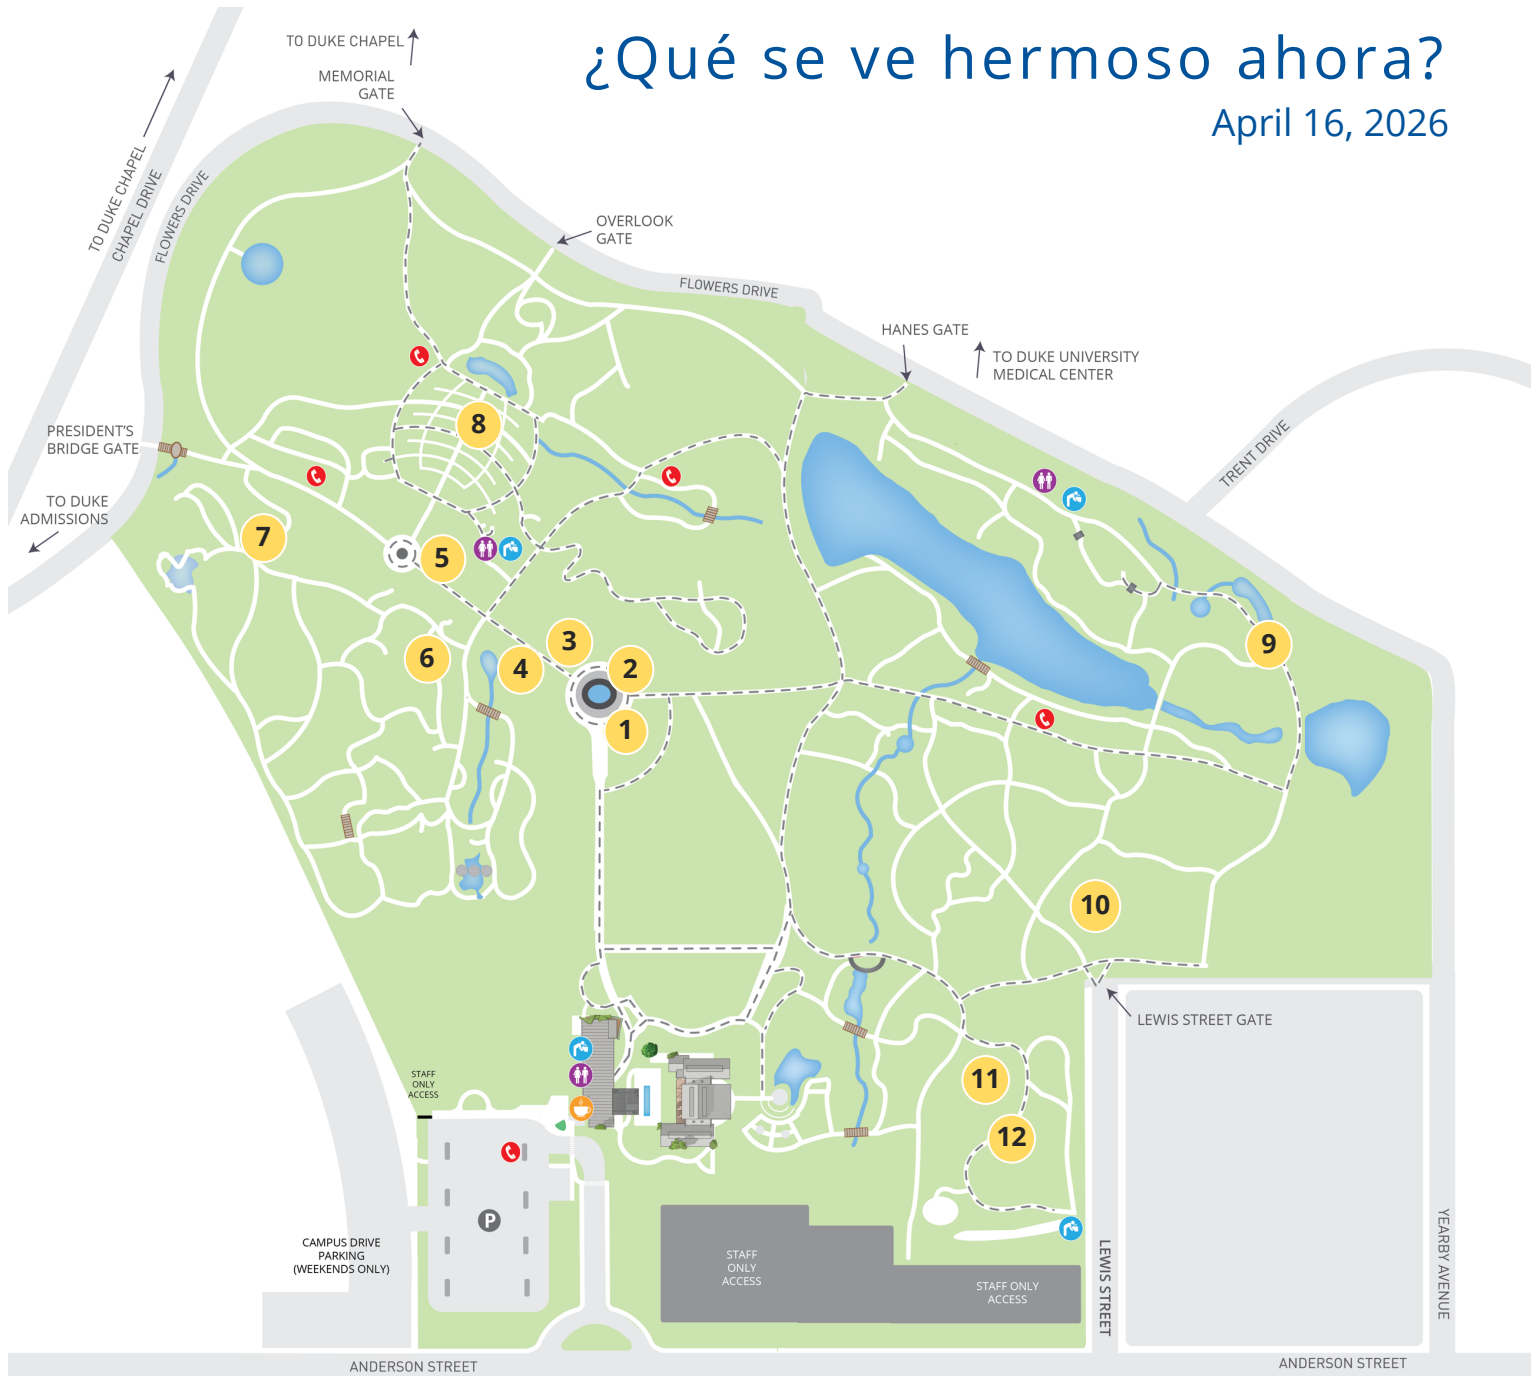 ¿Qué se ve hermoso ahora?
April 16, 2026
TO DUKE CHAPEL
MEMORIAL
GATE
TO DUKE CHAPEL
CHAPEL DRIVE
FLOWERS DRIVE
OVERLOOK
GATE
FLOWERS DRIVE
HANES GATE
TO DUKE UNIVERSITY
MEDICAL CENTER
TRENT DRIVE
PRESIDENT'S
BRIDGE GATE
TO DUKE
ADMISSIONS
8
7
5
3
6
4
2
1
9
10
LEWIS STREET GATE
11
12
STAFF
ONLY
ACCESS
P
CAMPUS DRIVE
PARKING
(WEEKENDS ONLY)
STAFF
ONLY
ACCESS
STAFF ONLY
ACCESS
LEWIS STREET
YEARBY AVENUE
ANDERSON STREET
ANDERSON STREET